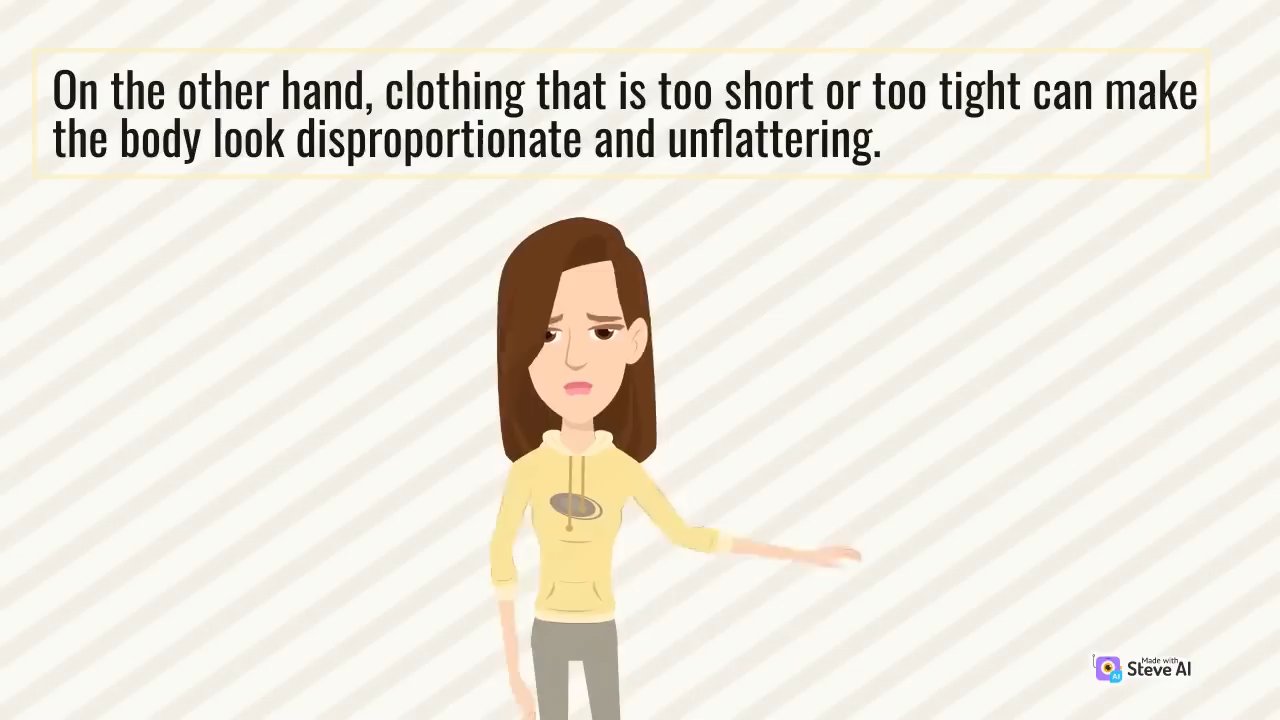 On the other hand, clothing that is too short or too tight can make
the body look disproportionate and unflattering.
Made with
Steve AI
AI